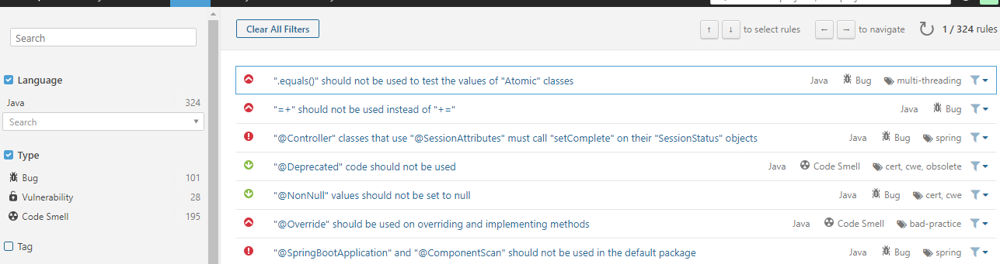 Clear All Filters
↑ ↓ to select rules ← → to navigate 1 / 324 rules
Search
Language
Java 324
Search
Type
Bug 101
Vulnerability 28
Code Smell 195
Tag
".equals()" should not be used to test the values of "Atomic" classes Java Bug multi-threading
"=+" should not be used instead of "+=" Java Bug
"@Controller" classes that use "@SessionAttributes" must call "setComplete" on their "SessionStatus" objects Java Bug spring
"@Deprecated" code should not be used Java Code Smell cert, cwe, obsolete
"@NonNull" values should not be set to null Java Bug cert, cwe
"@Override" should be used on overriding and implementing methods Java Code Smell bad-practice
"@SpringBootApplication" and "@ComponentScan" should not be used in the default package Java Bug spring